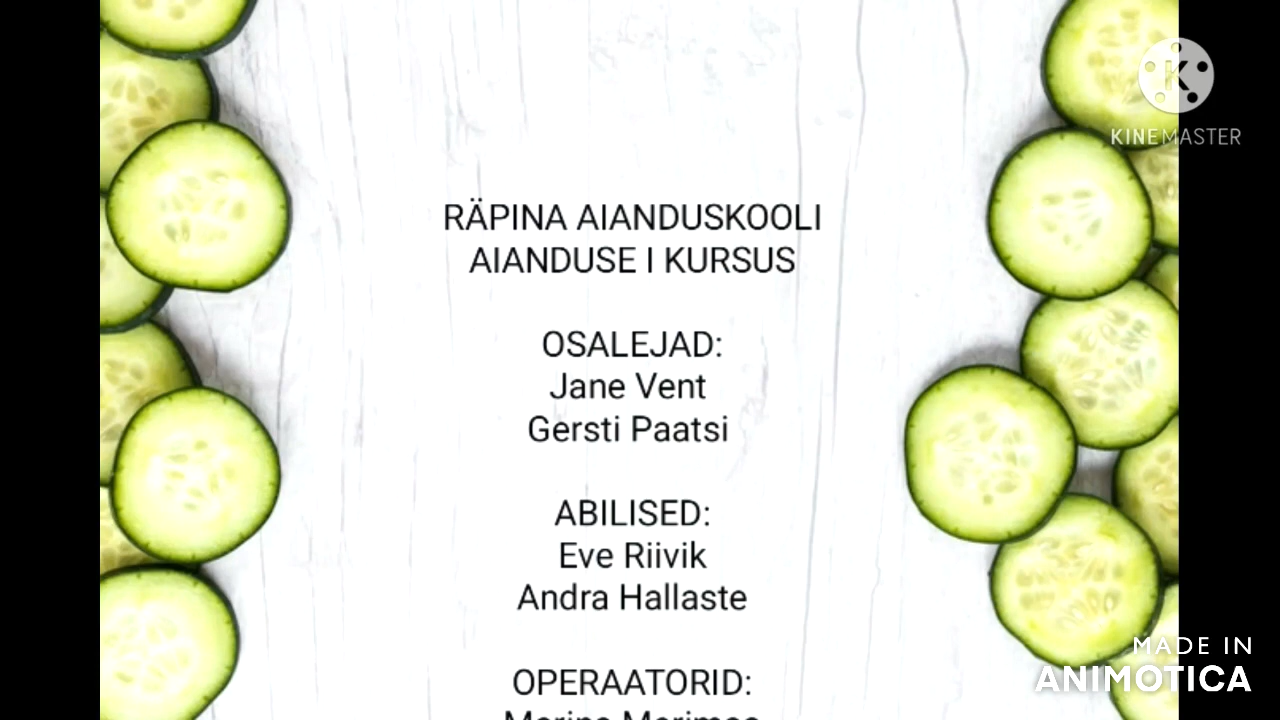 KINEMASTER
RÄPINA AIANDUSKOOLI
AIANDUSE I KURSUS
OSALEJAD:
Jane Vent
Gersti Paatsi
ABILISED:
Eve Riivik
Andra Hallaste
OPERAATORID:
MADE IN
ANIMOTICA